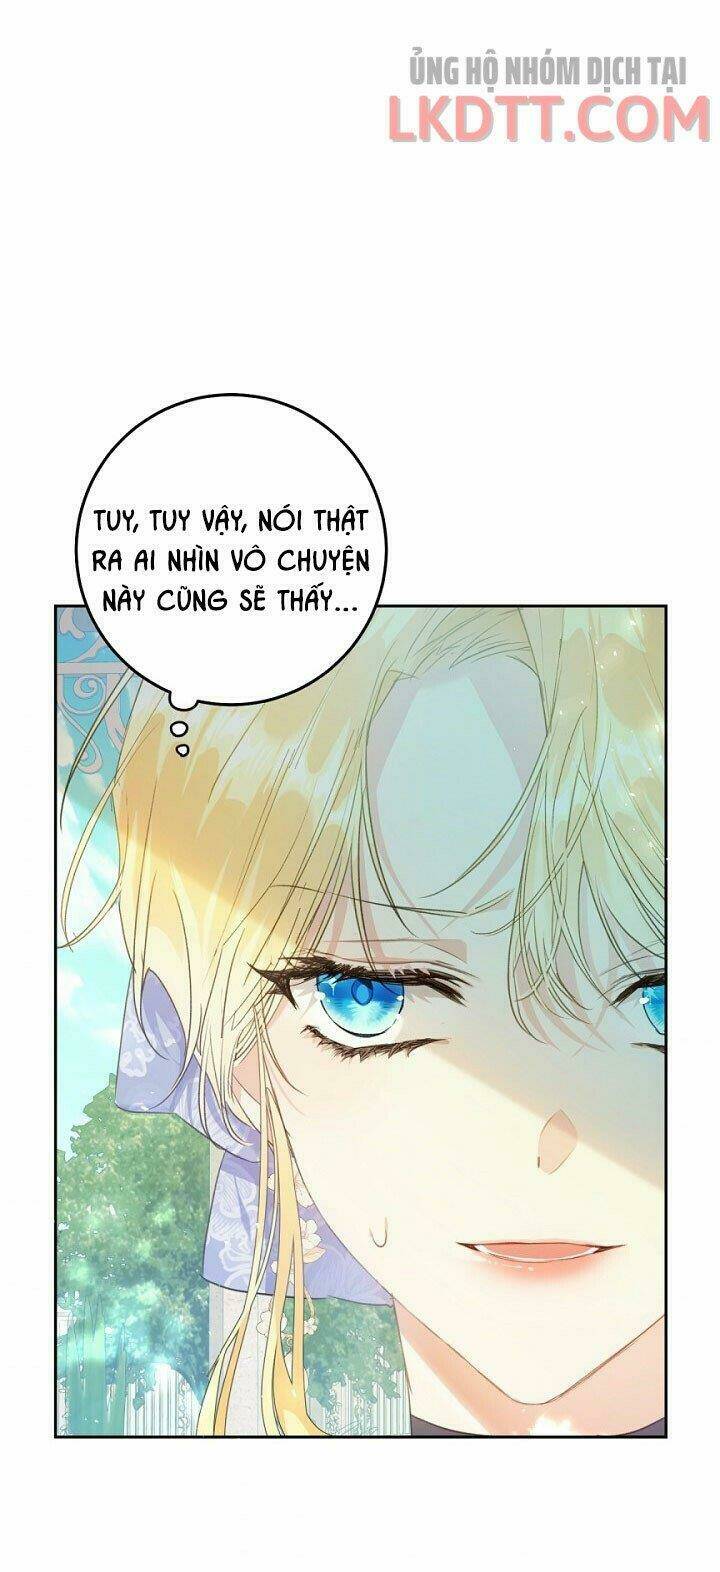 ỦNG HỘ NHÓM DỊCH TẠI
LKDTT.COM
TUY, TUY VẬY, NÓI THẬT
RA AI NHÌN VÔ CHUYỆN
NÀY CŨNG SẼ THẤY...